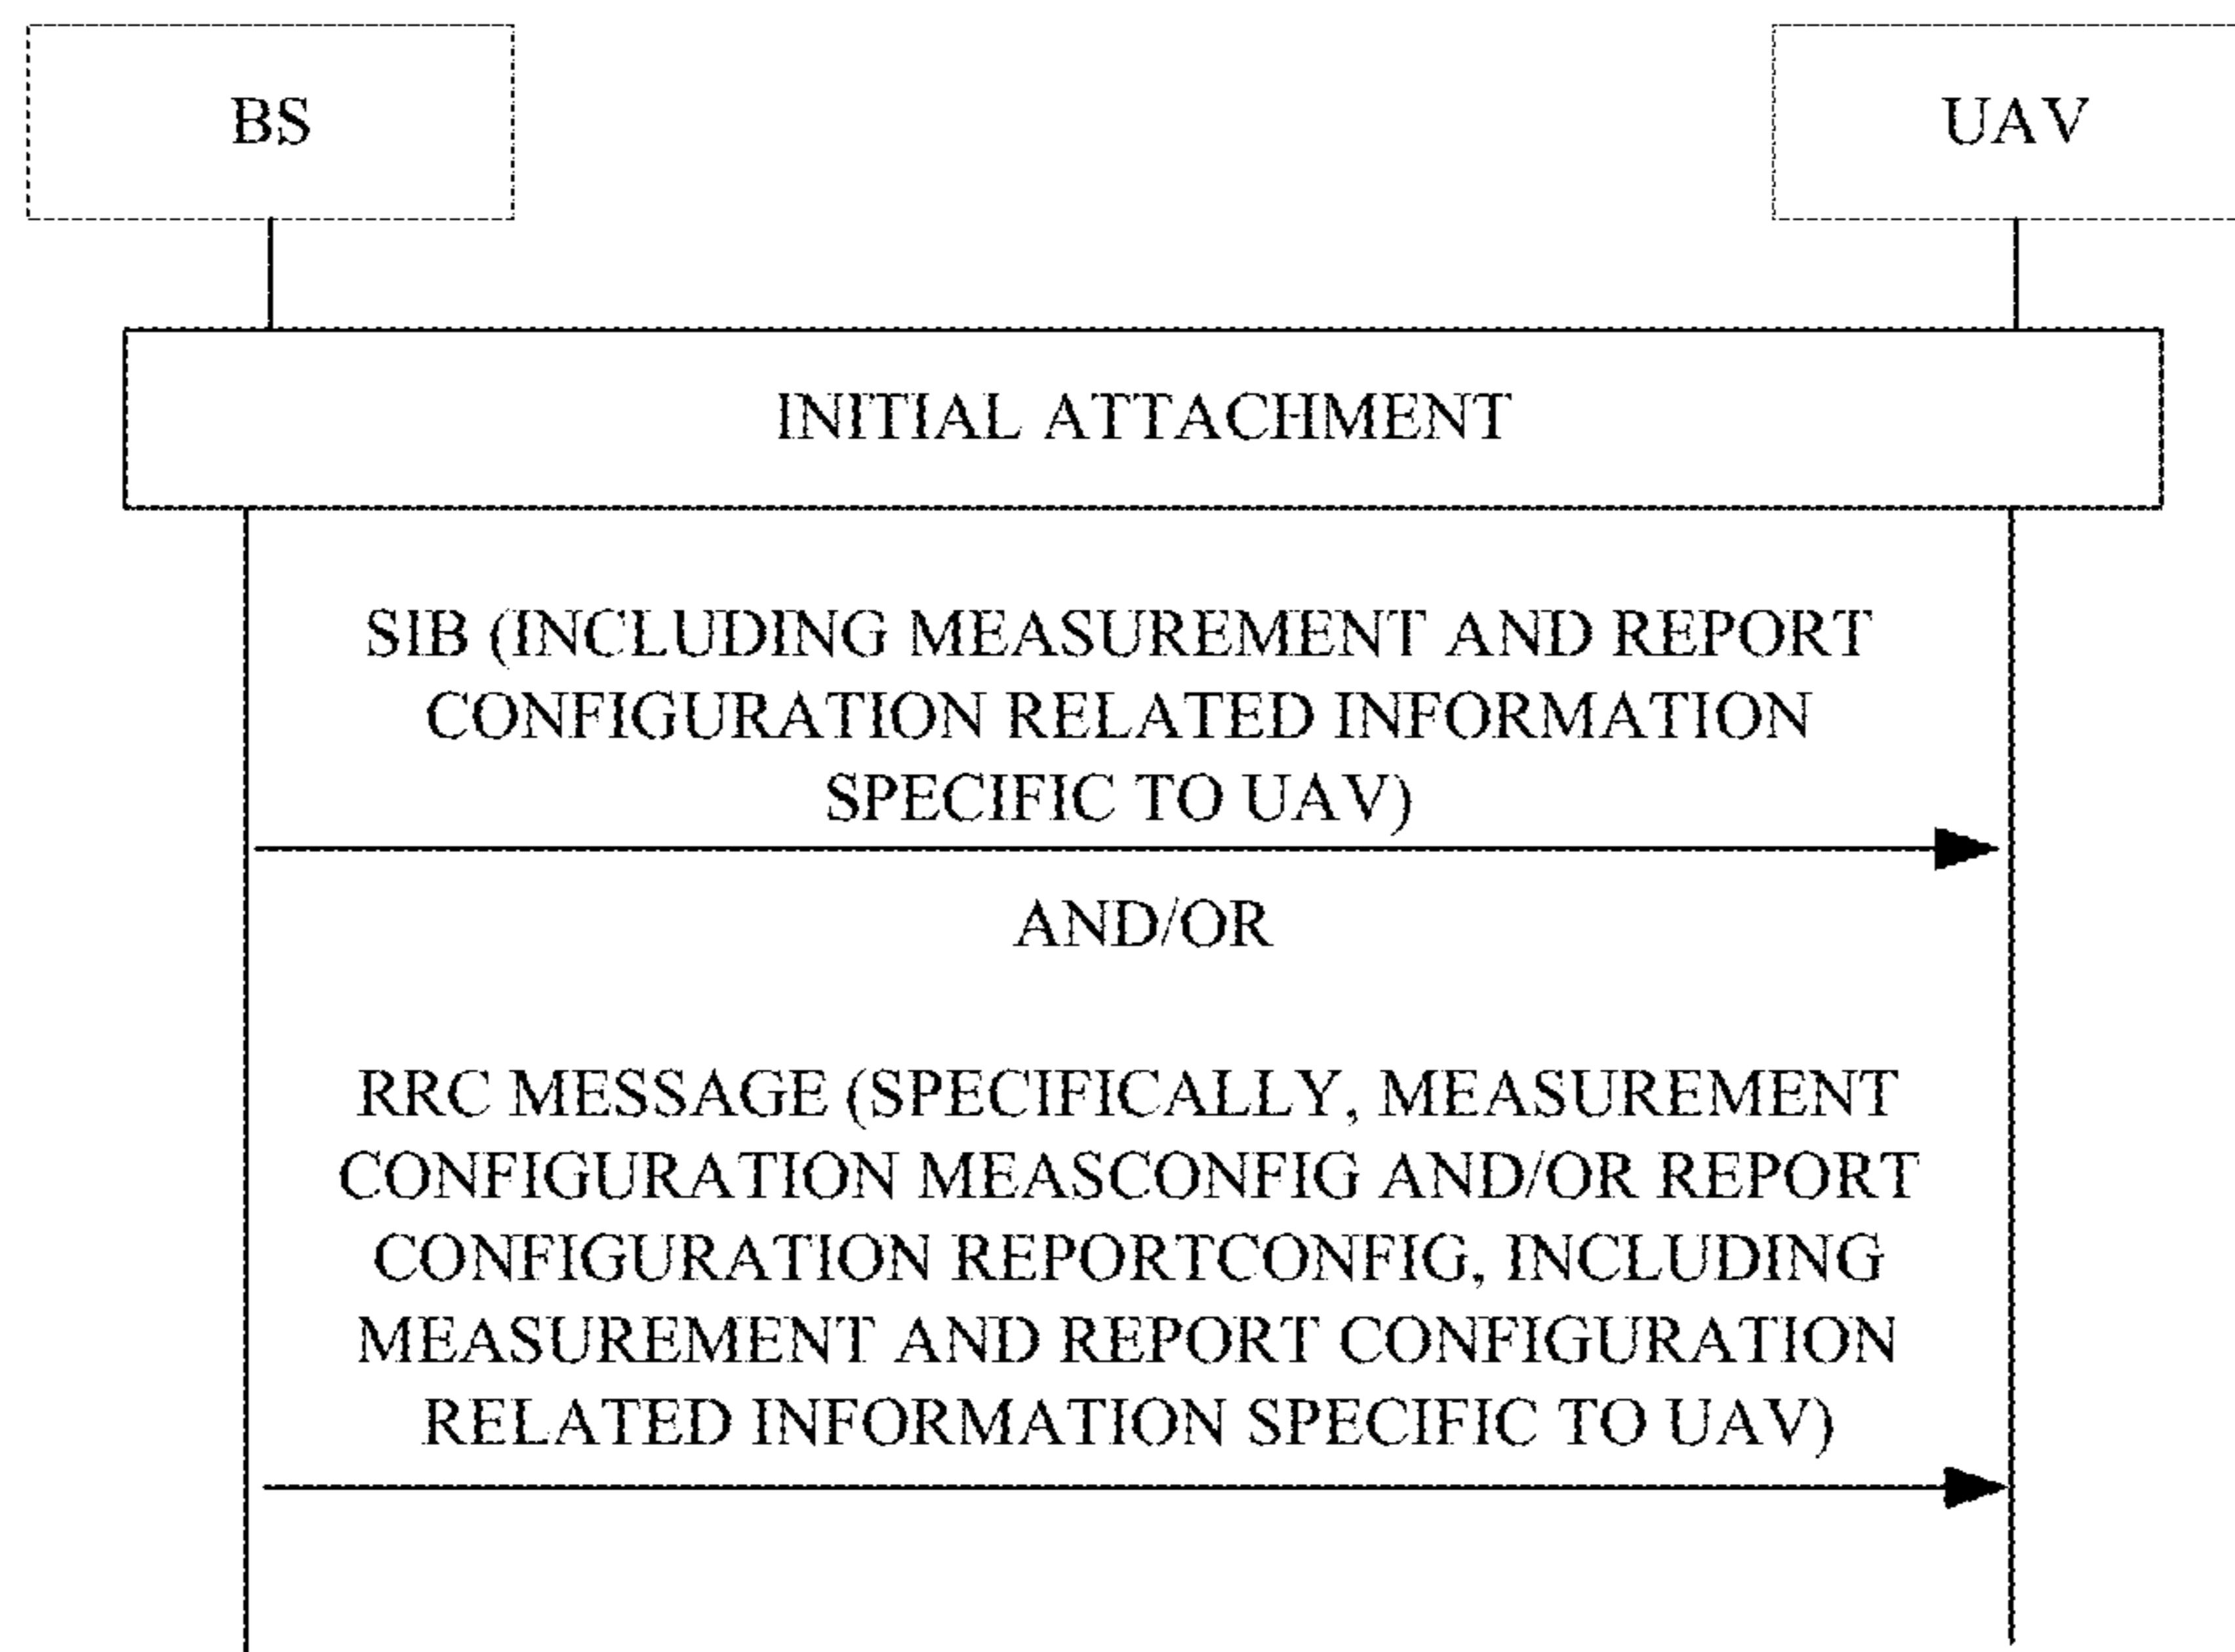 BS
UAV
INITIAL ATTACHMENT
SIB (INCLUDING MEASUREMENT AND REPORT
CONFIGURATION RELATED INFORMATION
SPECIFIC TO UAV)
AND/OR
RRC MESSAGE (SPECIFICALLY, MEASUREMENT
CONFIGURATION MEASCONFIG AND/OR REPORT
CONFIGURATION REPORTCONFIG, INCLUDING
MEASUREMENT AND REPORT CONFIGURATION
RELATED INFORMATION SPECIFIC TO UAV)